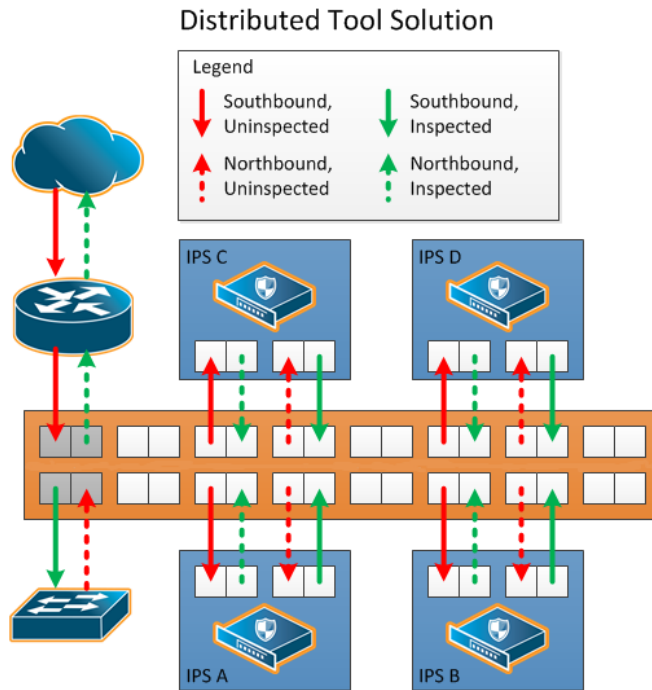 Distributed Tool Solution
Legend
Southbound,
Uninspected
Southbound,
Inspected
Northbound,
Uninspected
Northbound,
Inspected
IPS C
IPS D
IPS A
IPS B